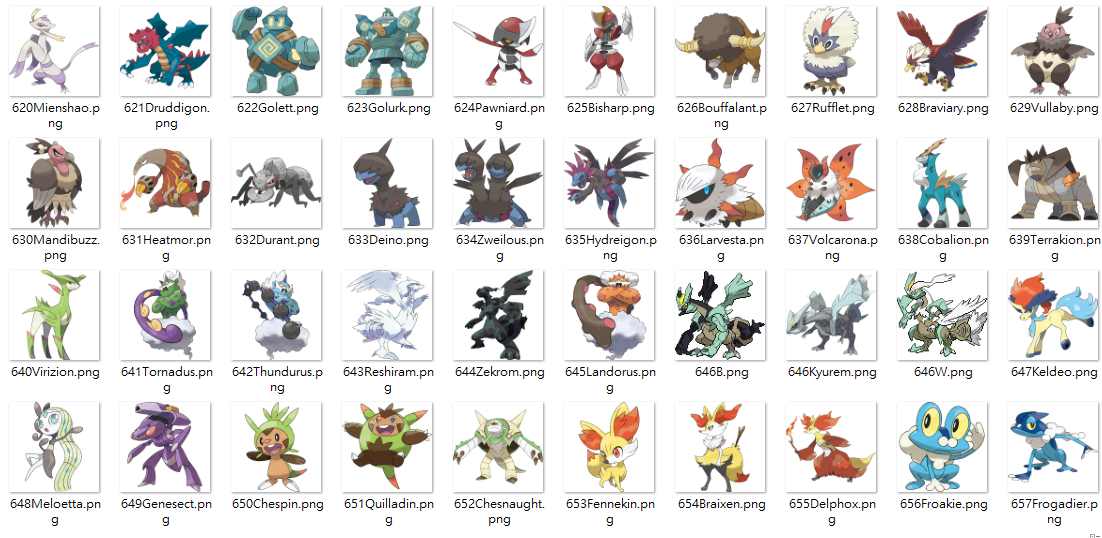 620Mienshao.p
ng
621Druddigon.
png
622Golett.png
623Golurk.png
624Pawniard.pn
g
625Bisharp.png
626Bouffalant.p
ng
627Rufflet.png
628Braviary.png
629Vullaby.png
630Mandibuzz.
png
631Heatmor.pn
g
632Durant.png
633Deino.png
634Zweilous.pn
g
635Hydreigon.p
ng
636Larvesta.pn
g
637Volcarona.p
ng
638Cobalion.png
639Terrakion.pn
g
640Virizion.png
641Tornadus.pn
g
642Thundurus.p
ng
643Reshiram.pn
g
644Zekrom.png
645Landorus.pn
g
646B.png
646Kyurem.png
646W.png
647Keldeo.png
648Meloetta.pn
g
649Genesect.pn
g
650Chespin.png
651Quilladin.pn
g
652Chesnaught.
png
653Fennekin.pn
g
654Braixen.png
655Delphox.pn
g
656Froakie.png
657Frogadier.p
ng